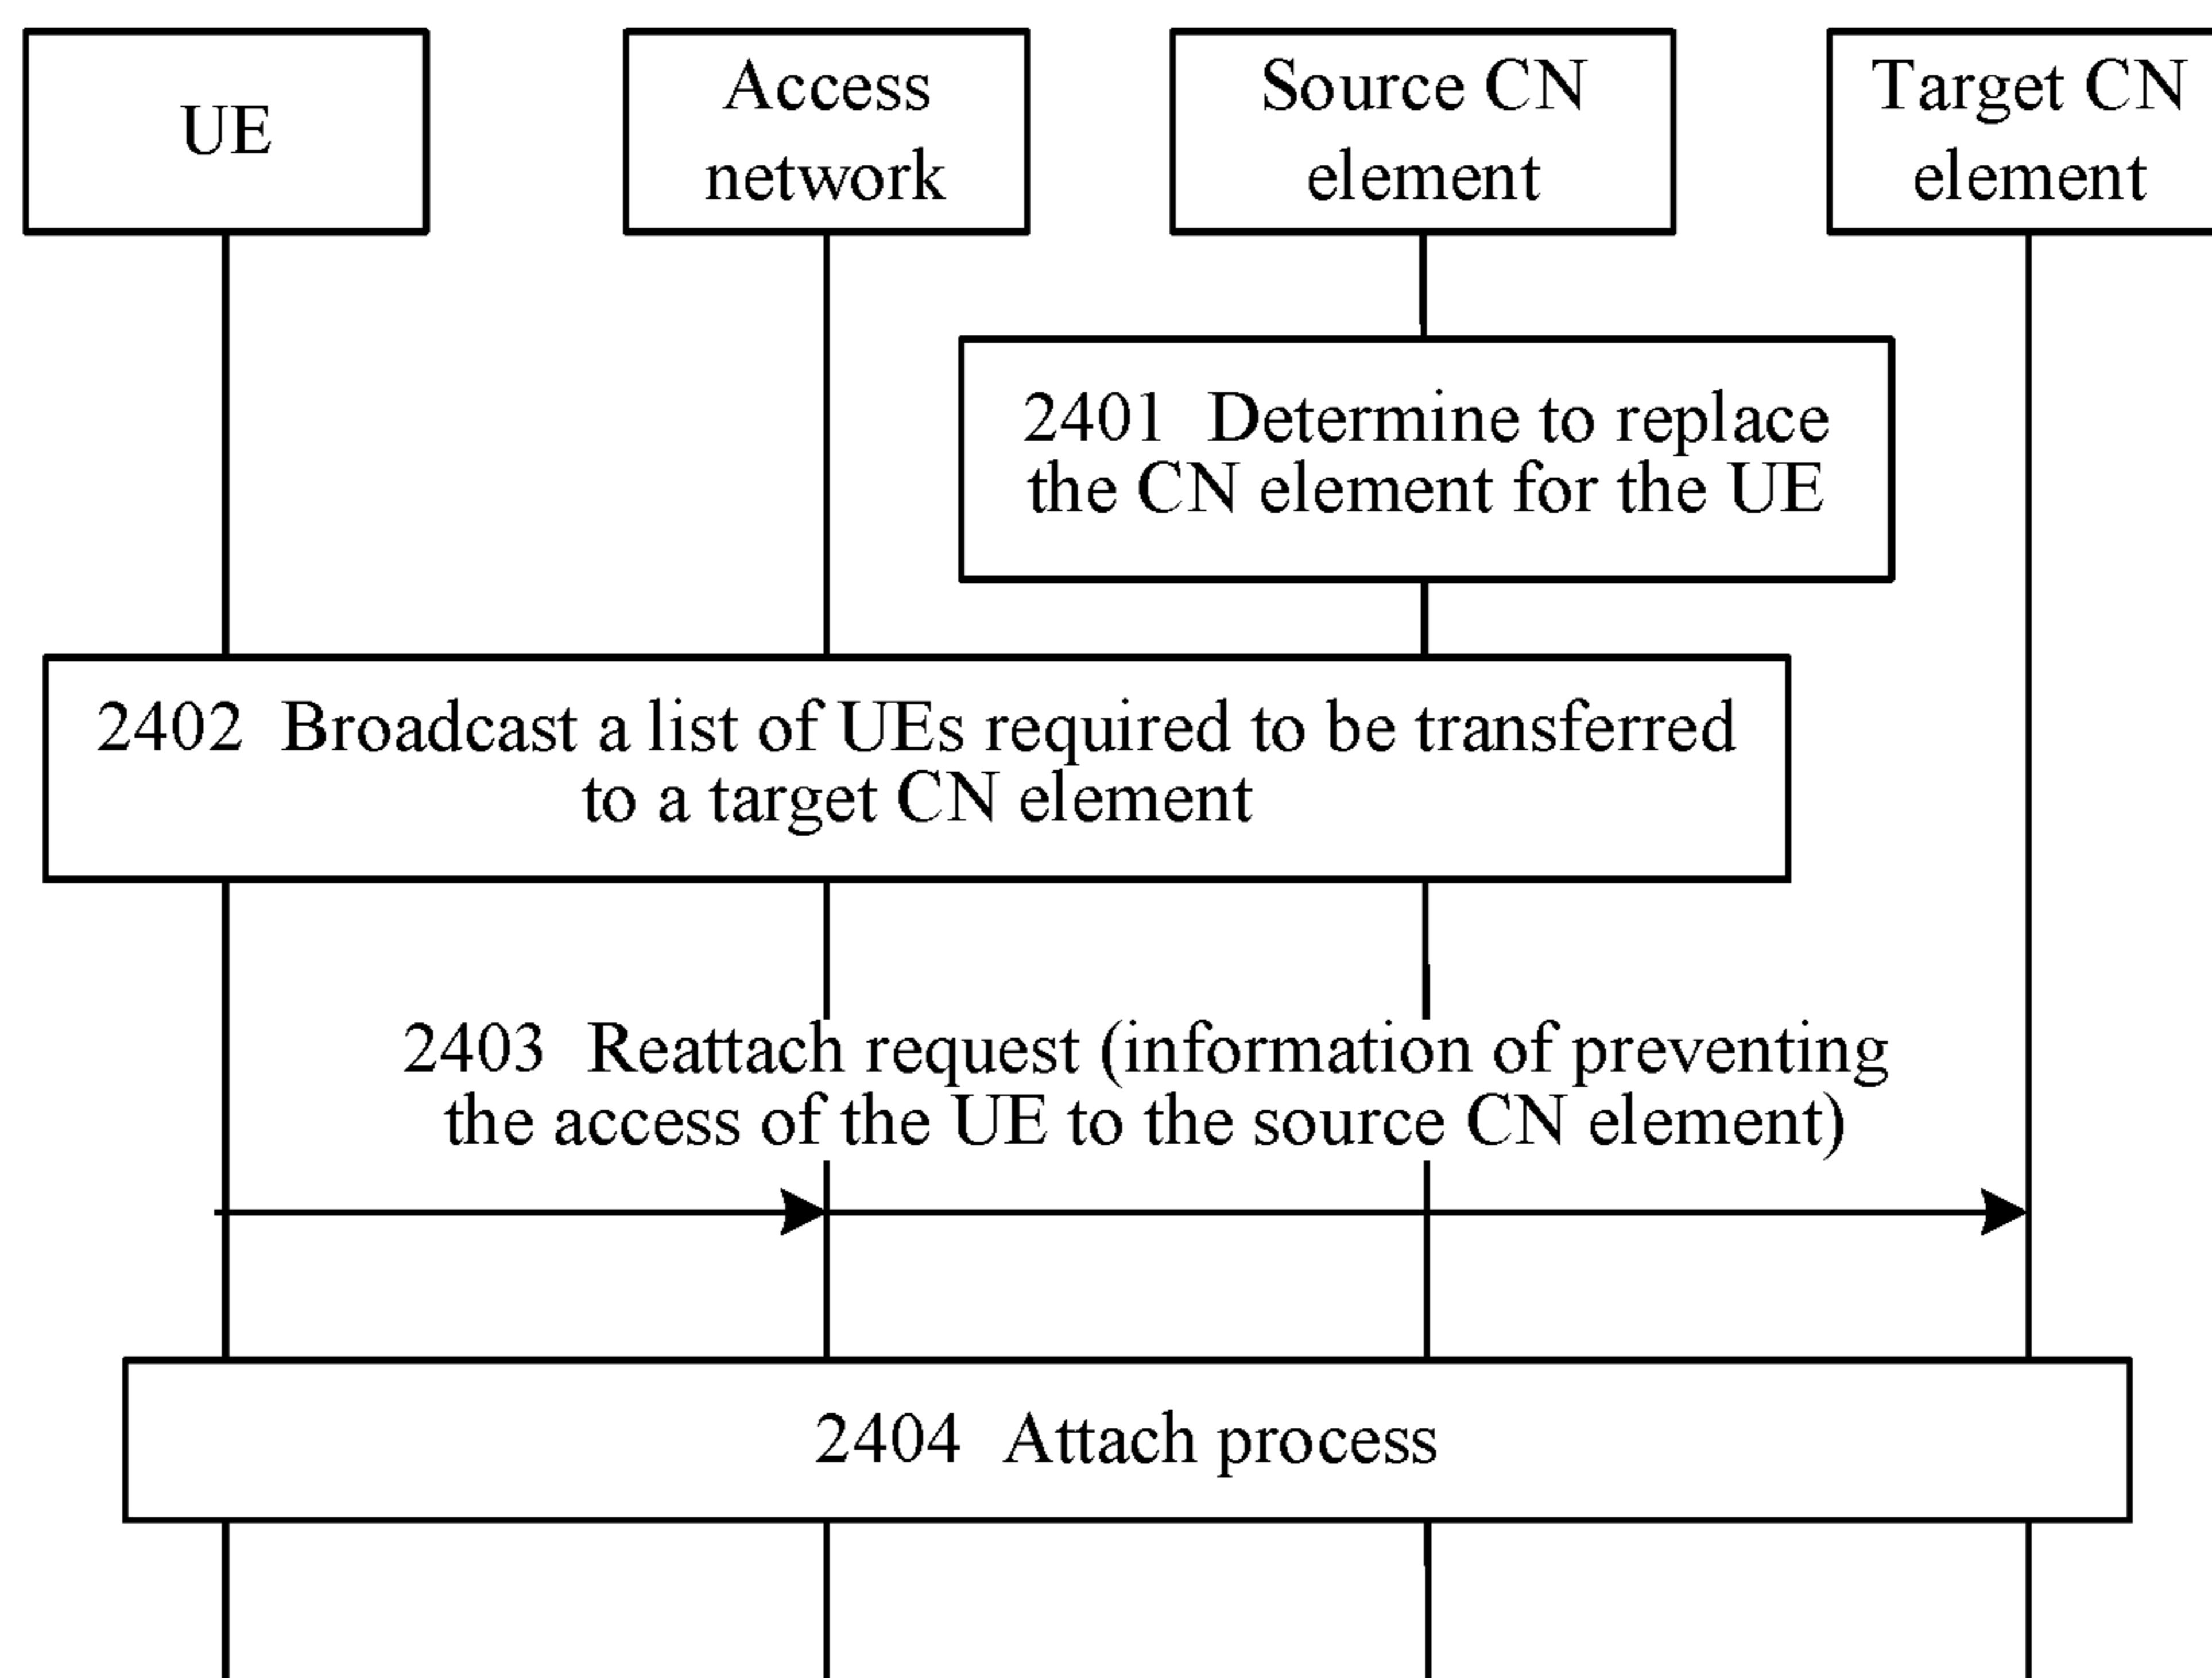 UE
Access
network
Source CN
element
Target CN
element
2401 Determine to replace
the CN element for the UE
2402 Broadcast a list of UEs required to be transferred
to a target CN element
2403 Reattach request (information of preventing
the access of the UE to the source CN element)
2404 Attach process